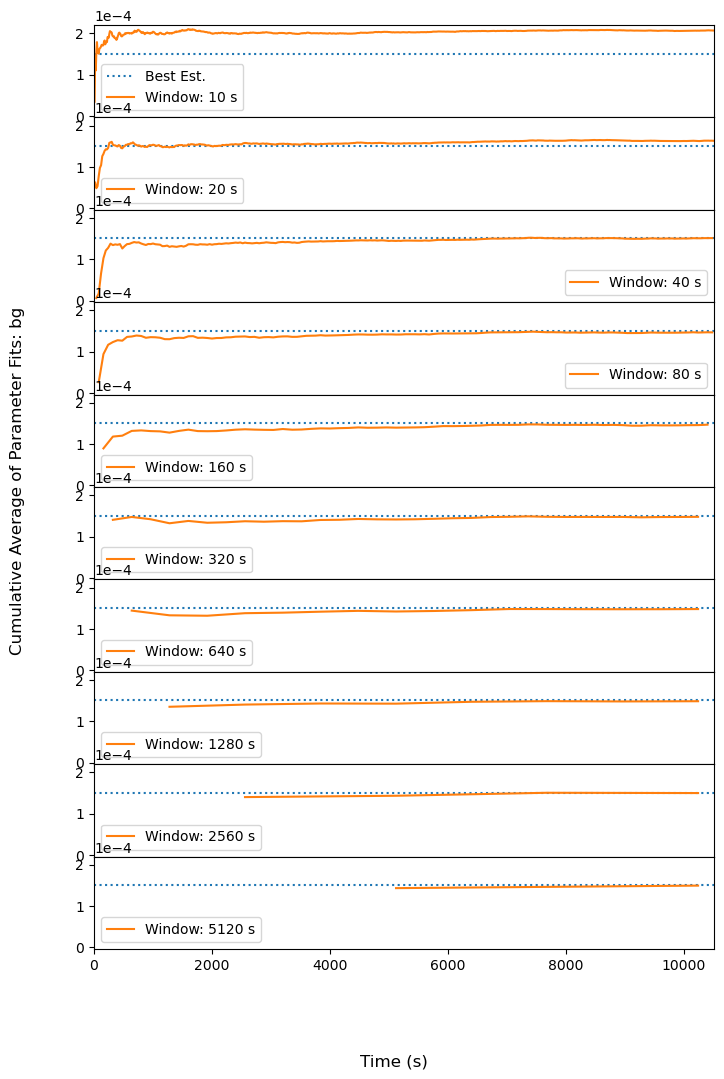 1e−4
2
1
0
Best Est.
Window: 10 s
1e−4
2
1
0
Window: 20 s
1e−4
2
1
0
Window: 40 s
1e−4
2
1
0
Window: 80 s
1e−4
2
1
0
Window: 160 s
1e−4
2
1
0
Window: 320 s
1e−4
2
1
0
Window: 640 s
1e−4
2
1
0
Window: 1280 s
1e−4
2
1
0
Window: 2560 s
1e−4
2
1
0
Window: 5120 s
0 2000 4000 6000 8000 10000
Time (s)
Cumulative Average of Parameter Fits: bg